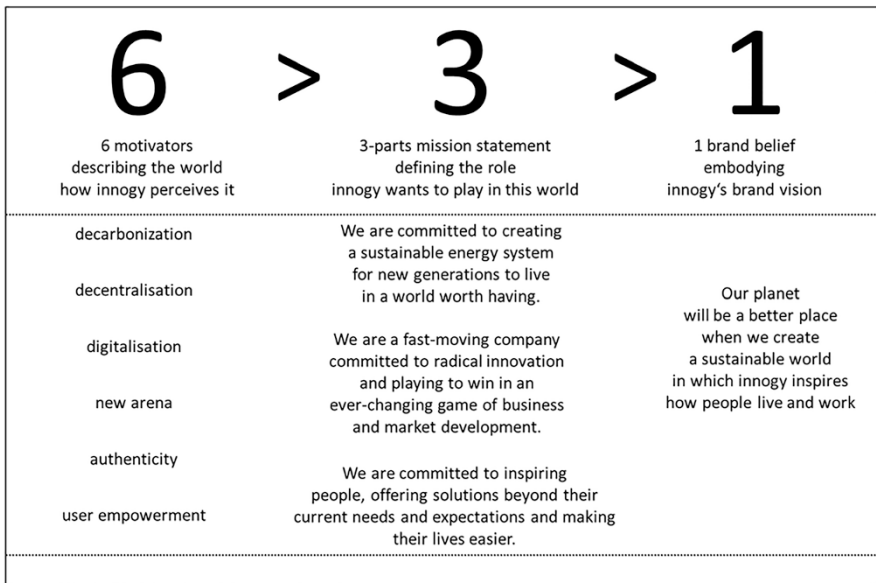 6 > 3 > 1
6 motivators
describing the world
how innogy perceives it
3-parts mission statement
defining the role
innogy wants to play in this world
1 brand belief
embodying
innogy‘s brand vision
decarbonization
decentralisation
digitalisation
new arena
authenticity
user empowerment
We are committed to creating
a sustainable energy system
for new generations to live
in a world worth having.
We are a fast-moving company
committed to radical innovation
and playing to win in an
ever-changing game of business
and market development.
We are committed to inspiring
people, offering solutions beyond their
current needs and expectations and making
their lives easier.
Our planet
will be a better place
when we create
a sustainable world
in which innogy inspires
how people live and work